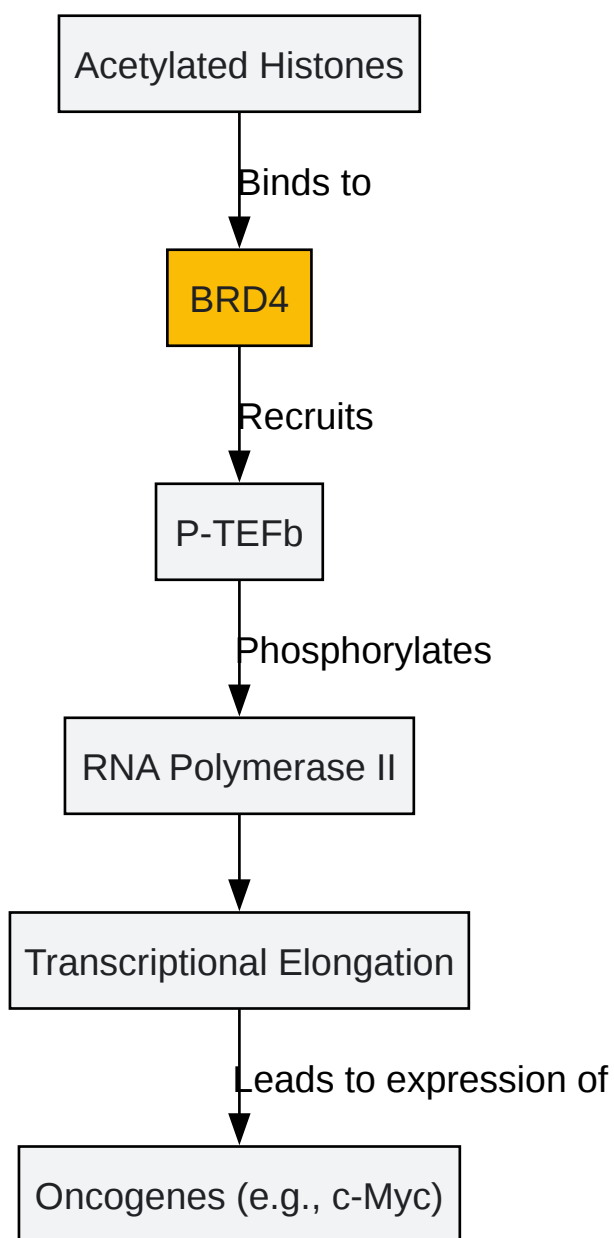 Acetylated Histones
Binds to
BRD4
Recruits
P-TEFb
Phosphorylates
RNA Polymerase II
Transcriptional Elongation
Leads to expression of
Oncogenes (e.g., c-Myc)